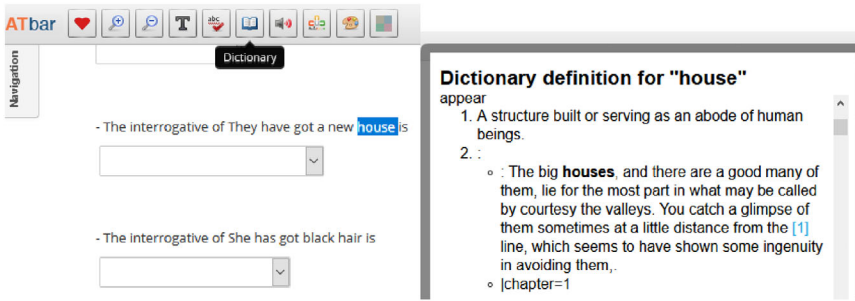 ATbar
T
abc
Dictionary
Navigation
- The interrogative of They have got a new house is
- The interrogative of She has got black hair is
Dictionary definition for "house"
appear
1. A structure built or serving as an abode of human
beings.
2. :
: The big houses, and there are a good many of
them, lie for the most part in what may be called
by courtesy the valleys. You catch a glimpse of
them sometimes at a little distance from the [1]
line, which seems to have shown some ingenuity
in avoiding them,.
|chapter=1